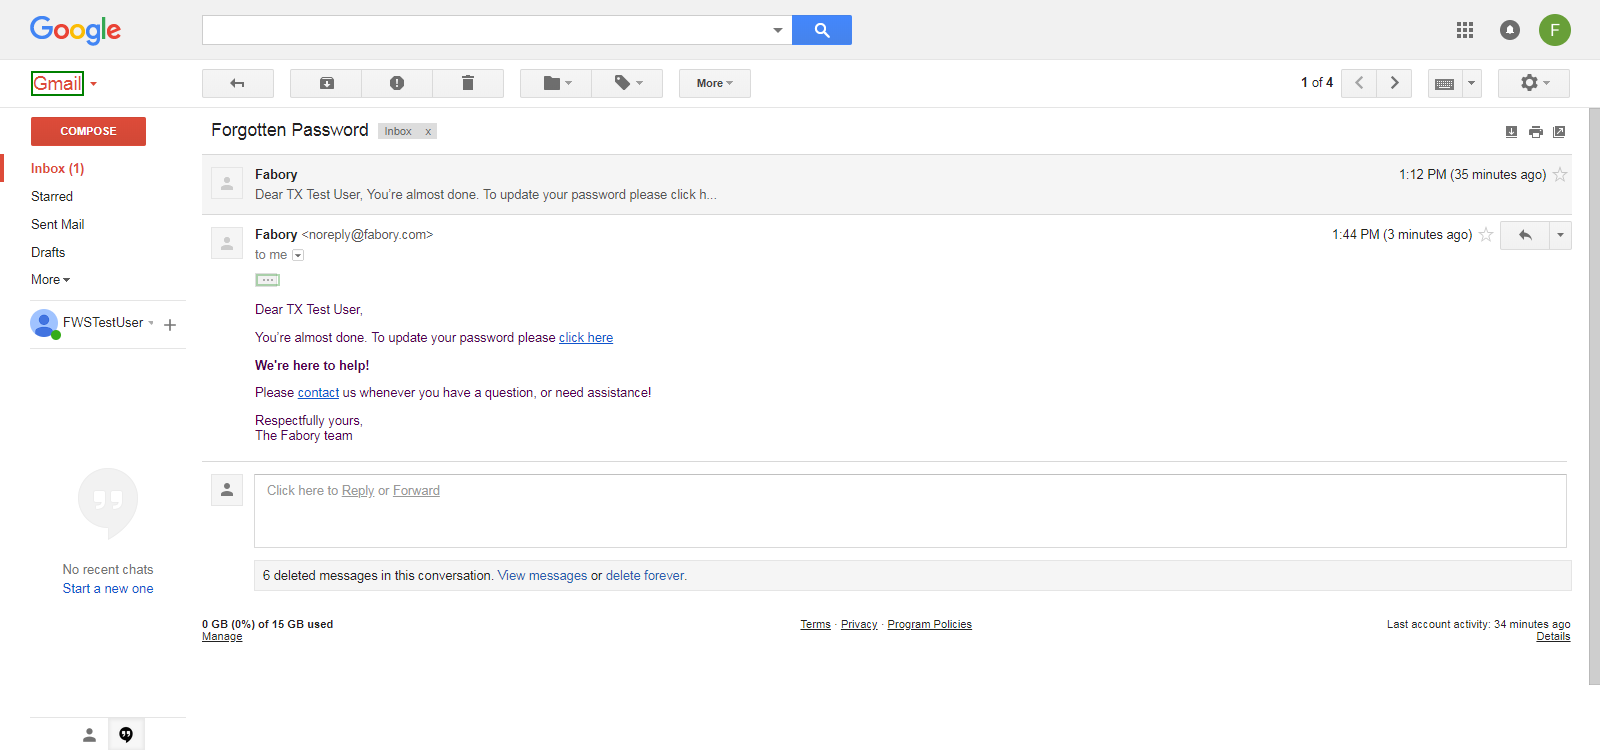 Google
F
Gmail
More
1 of 4
COMPOSE
Inbox (1)
Starred
Sent Mail
Drafts
More
FWSTestUser
No recent chats
Start a new one
Forgotten Password Inbox x
Fabory 1:12 PM (35 minutes ago)
Dear TX Test User, You're almost done. To update your password please click h...
Fabory <noreply@fabory.com> 1:44 PM (3 minutes ago)
to me
Dear TX Test User,
You're almost done. To update your password please click here
We're here to help!
Please contact us whenever you have a question, or need assistance!
Respectfully yours,
The Fabory team
Click here to Reply or Forward
6 deleted messages in this conversation. View messages or delete forever.
0 GB (0%) of 15 GB used
Manage
Terms · Privacy · Program Policies
Last account activity: 34 minutes ago
Details